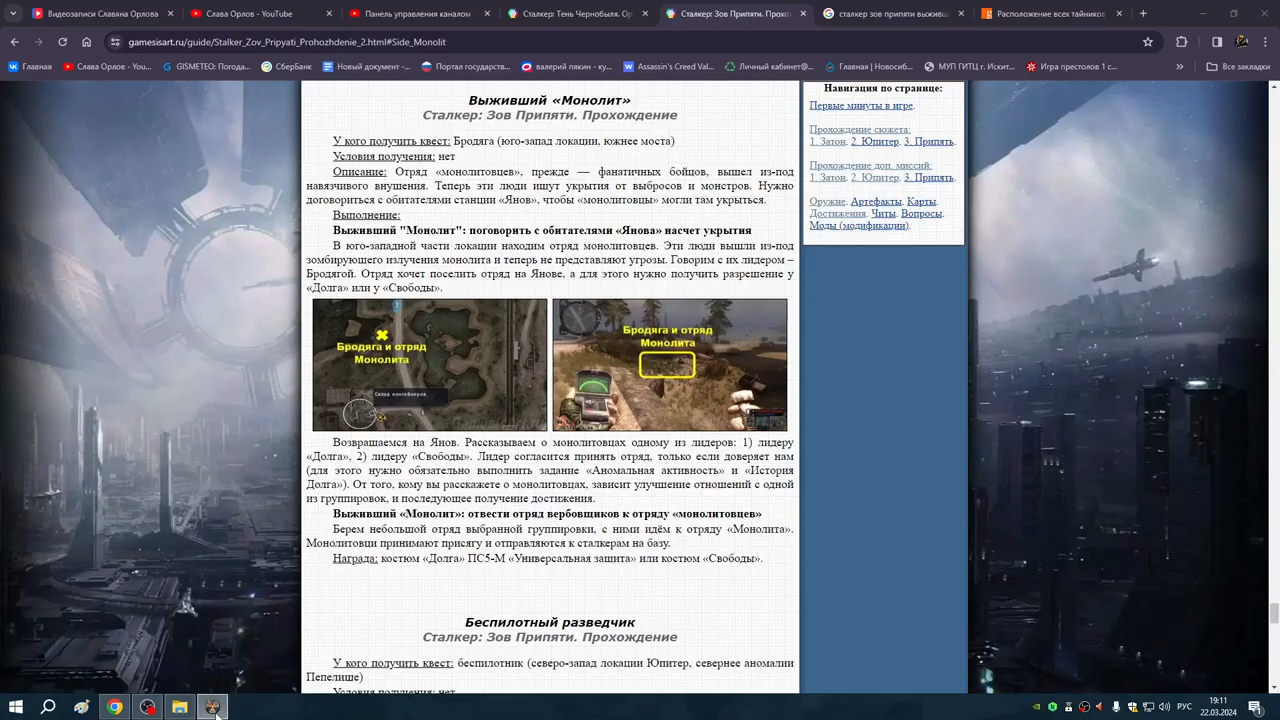 Видео
Слава Орлов - YouTube
Панель управления каналом
Сталкер: Тень Чернобыля. Г
Сталкер: Зов Припяти. Прохс
сталкер зов припяти выживш
Расположение всех тайников
gamesisart.ru/guide/Stalker_Zov_Pripyati_Prohozhdenie_2.html#Side_Monolit
Главная
Слава Орлов - You...
GISMETEO: Погода...
СберБанк
Новый документ -...
Портал государств...
валерий пякин - ку...
Assassin's Creed Val...
Личный кабинет@...
Главная | Новосиб...
МУП ГИТЦ г. Искит...
Игра престолов 1 с...
Все закладки
Выживший «Монолит»
Сталкер: Зов Припяти. Прохождение
У кого получить квест: Бродяга (юго-запад локации, южнее моста)
Условия получения: нет
Описание: Отряд «монолитовцев», прежде — фанатичных бойцов, вышел из-под
навязчивого внушения. Теперь эти люди ищут укрытия от выбросов и монстров. Нужно
договориться с обитателями станции «Янов», чтобы «монолитовцы» могли там укрыться.
Выполнение:
Выживший "Монолит": поговорить с обитателями «Янова» насчет укрытия
В юго-западной части локации находим отряд монолитовцев. Эти люди вышли из-под
зомбирующего излучения монолита и теперь не представляют угрозы. Говорим с их лидером –
Бродягой. Отряд хочет поселить отряд на Янове, а для этого нужно получить разрешение у
«Долга» или у «Свободы».
Бродяга и отряд
Монолита
Склад контейнеров
Бродяга и отряд
Монолита
Возвращаемся на Янов. Рассказываем о монолитовцах одному из лидеров: 1) лидеру
«Долга», 2) лидеру «Свободы». Лидер согласится принять отряд, только если доверяет нам
(для этого нужно обязательно выполнить задание «Аномальная активность» и «История
Долга»). От того, кому вы расскажете о монолитовцах, зависит улучшение отношений с одной
из группировок, и последующее получение достижения.
Выживший «Монолит»: отвести отряд вербовщиков к отряду «монолитовцев»
Берем небольшой отряд выбранной группировки, с ними идём к отряду «Монолита».
Монолитовци принимают присягу и отправляются к сталкерам на базу.
Награда: костюм «Долга» ПС5-М «Универсальная защита» или костюм «Свободы».
Беспилотный разведчик
Сталкер: Зов Припяти. Прохождение
У кого получить квест: беспилотник (северо-запад локации Юпитер, севернее аномалии
Пепелище)
Условия получения: нет
Навигация по странице:
Первые минуты в игре.
Прохождение сюжета:
1. Затон. 2. Юпитер. 3. Припять.
Прохождение доп. миссий:
1. Затон. 2. Юпитер. 3. Припять.
Оружие. Артефакты. Карты.
Достижения. Читы. Вопросы.
Моды (модификации).
РУС
19:11
22.03.2024